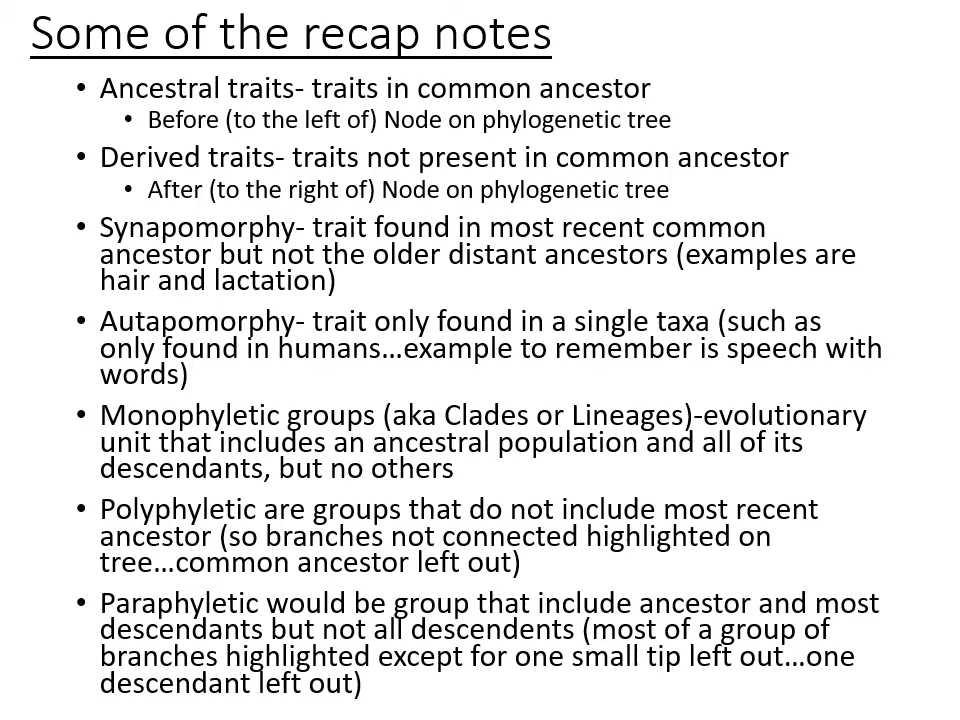 Some of the recap notes
• Ancestral traits- traits in common ancestor
• Before (to the left of) Node on phylogenetic tree
• Derived traits- traits not present in common ancestor
• After (to the right of) Node on phylogenetic tree
• Synapomorphy- trait found in most recent common
ancestor but not the older distant ancestors (examples are
hair and lactation)
• Autapomorphy- trait only found in a single taxa (such as
only found in humans...example to remember is speech with
words)
• Monophyletic groups (aka Clades or Lineages)-evolutionary
unit that includes an ancestral population and all of its
descendants, but no others
• Polyphyletic are groups that do not include most recent
ancestor (so branches not connected highlighted on
tree...common ancestor left out)
• Paraphyletic would be group that include ancestor and most
descendants but not all descendents (most of a group of
branches highlighted except for one small tip left out...one
descendant left out)